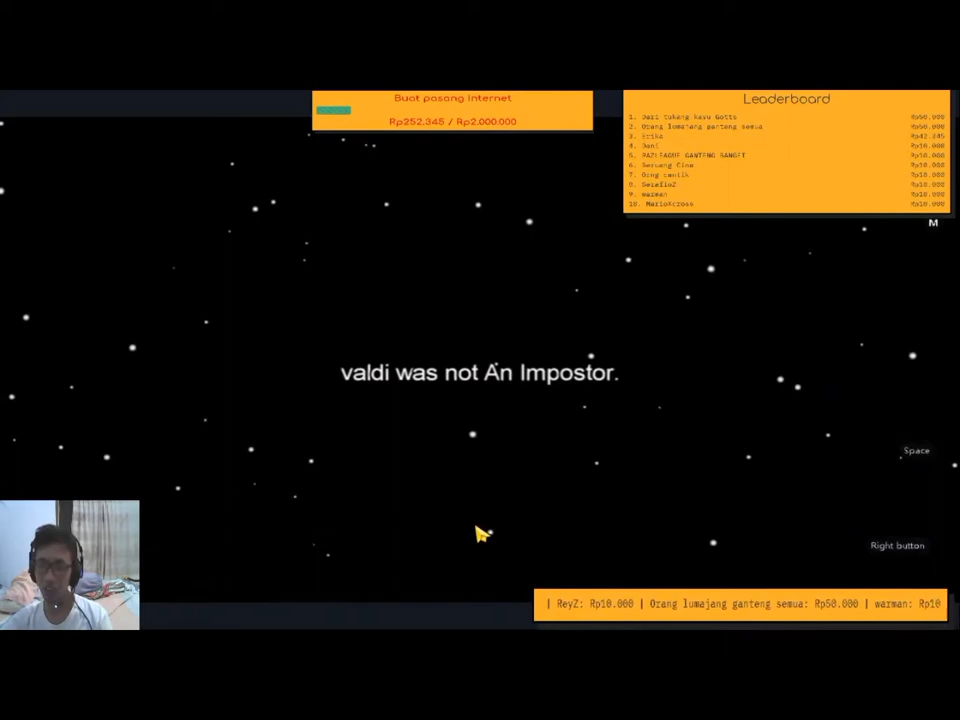 Buat pasang Internet
Rp252.345 / Rp2.000.000
Leaderboard
1. Dari tukang kayu Gotts Rp50.000
2. Orang lumajang ganteng semua Rp50.000
3. Erika Rp42.345
4. Dani Rp10.000
5. PAZLEAGUE GANTENG BANGET Rp10.000
6. Beruang Cina Rp10.000
7. Orng cantik Rp10.000
8. SerafioZ Rp10.000
9. warman Rp10.000
10. MarioXcross Rp10.000
M
valdi was not An Impostor.
Space
Right button
| ReyZ: Rp10.000 | Orang lumajang ganteng semua: Rp50.000 | warman: Rp10